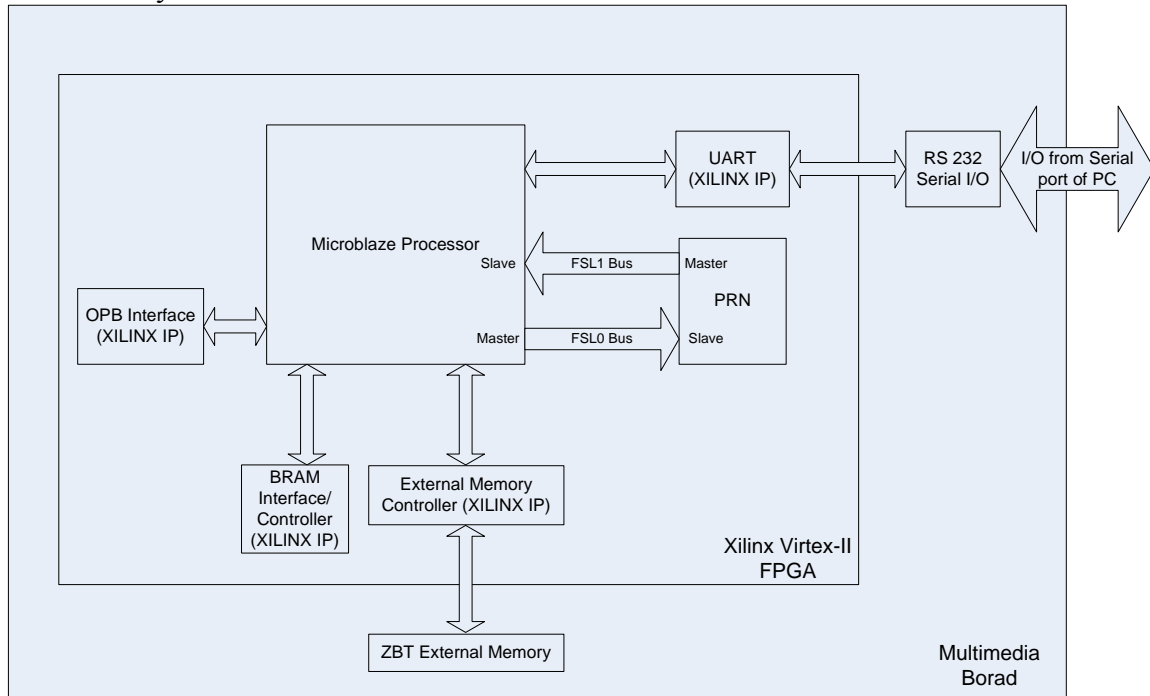 UART
(XILINX IP)
RS 232
Serial I/O
I/O from Serial
port of PC
Microblaze Processor
Slave
FSL1 Bus
Master
PRN
OPB Interface
(XILINX IP)
Master
FSL0 Bus
Slave
BRAM
Interface/
Controller
(XILINX IP)
External Memory
Controller (XILINX IP)
Xilinx Virtex-II
FPGA
ZBT External Memory
Multimedia
Borad